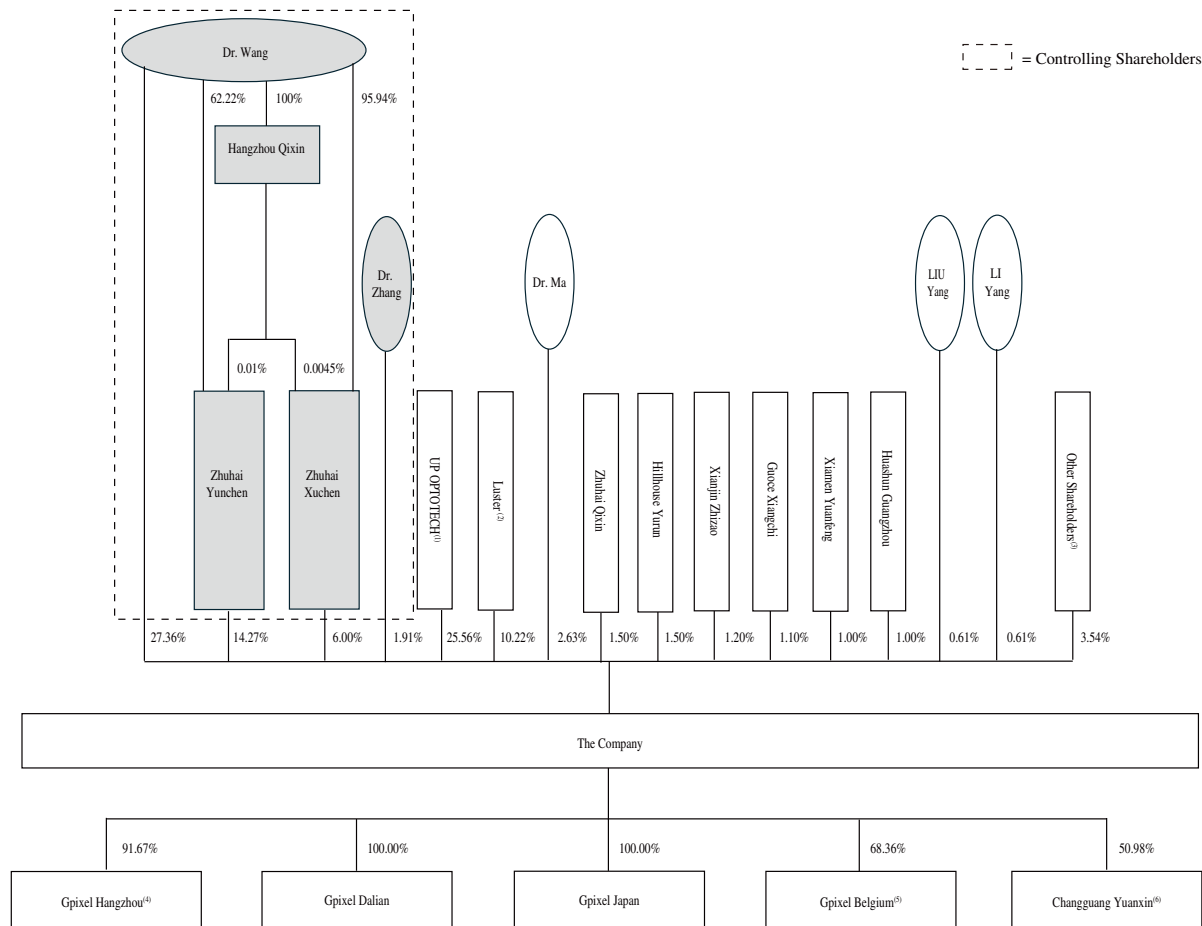 Dr. Wang
= Controlling Shareholders
62.22%
100%
95.94%
Hangzhou Qixin
Dr.
Zhang
Dr. Ma
LIU
Yang
LI
Yang
0.01%
0.0045%
Zhuhai
Yunchen
Zhuhai
Xuchen
UP OPTOTECH(1)
Luster(2)
Zhuhai Qixin
Hillhouse Yurun
Xianjin Zhizao
Guoce Xiangchi
Xiamen Yuanfeng
Huashun Guangzhou
Other Shareholders(3)
27.36%
14.27%
6.00%
1.91%
25.56%
10.22%
2.63%
1.50%
1.50%
1.20%
1.10%
1.00%
1.00%
0.61%
0.61%
3.54%
The Company
91.67%
100.00%
100.00%
68.36%
50.98%
Gpixel Hangzhou(4)
Gpixel Dalian
Gpixel Japan
Gpixel Belgium(5)
Changguang Yuanxin(6)